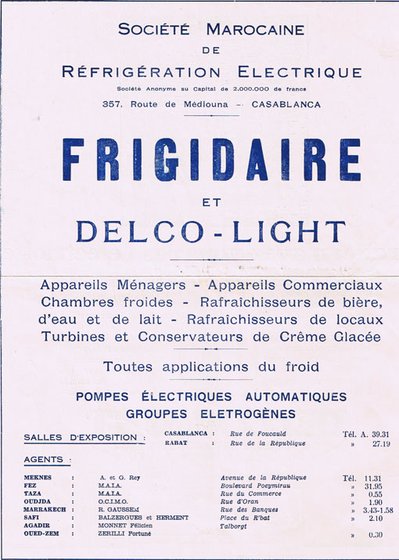 SOCIÉTÉ MAROCAINE
DE
RÉFRIGÉRATION ELECTRIQUE
Société Anonyme au Capital de 2.000.000 de francs
357, Route de Médiouna - CASABLANCA
FRIGIDAIRE
ET
DELCO-LIGHT
Appareils Ménagers - Appareils Commerciaux
Chambres froides - Rafraîchisseurs de bière,
d'eau et de lait - Rafraîchisseurs de locaux
Turbines et Conservateurs de Crême Glacée
Toutes applications du froid
POMPES ÉLECTRIQUES AUTOMATIQUES
GROUPES ELETROGÈNES
SALLES D'EXPOSITION : CASABLANCA : Rue de Foucauld Tél. A. 39.31
RABAT : Rue de la République » 27.19
AGENTS :
MEKNES : A. et G. Rey Avenue de la République Tél. 11.31
FEZ : M.A.I.A. Boulevard Poeymirau » 31.95
TAZA : M.A.I.A. Rue du Commerce » 0.55
OUDJDA : O.C.I.M.O. Rue d'Oran » 1.90
MARRAKECH : R. GAUSSEM Rue des Banques » 3.43-1.58
SAFI : BALZERGUES et HERMENT Place du R'bat » 2.10
AGADIR : MONNET Félicien Talborgt
OUED-ZEM : ZERILLI Fortuné » 0.30